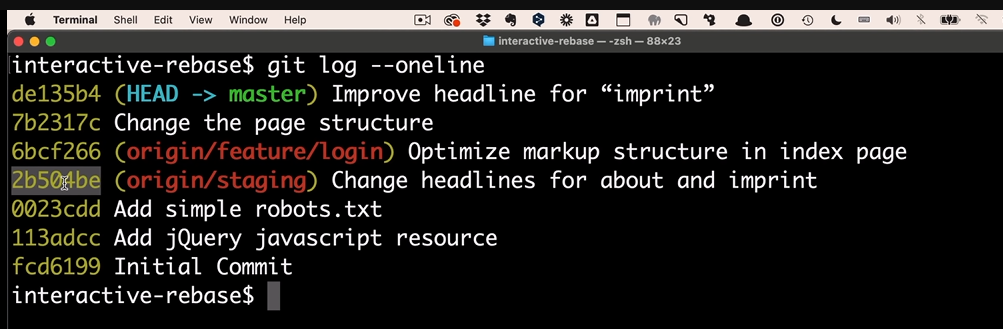 Terminal Shell Edit View Window Help
interactive-rebase — -zsh — 88×23
interactive-rebase$ git log --oneline
de135b4 (HEAD -> master) Improve headline for “imprint”
7b2317c Change the page structure
6bcf266 (origin/feature/login) Optimize markup structure in index page
2b504be (origin/staging) Change headlines for about and imprint
0023cdd Add simple robots.txt
113adcc Add jQuery javascript resource
fcd6199 Initial Commit
interactive-rebase$